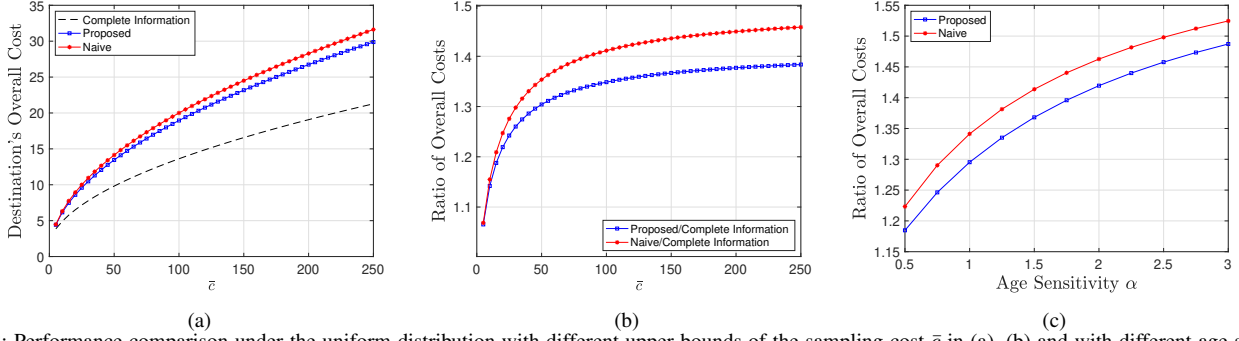 Complete Information
Proposed
Naive
Destination's Overall Cost
35
30
25
20
15
10
5
0
0 50 100 150 200 250
c̄
(a)
Ratio of Overall Costs
1.5
1.4
1.3
1.2
1.1
Proposed/Complete Information
Naive/Complete Information
0 50 100 150 200 250
c̄
(b)
Proposed
Naive
Ratio of Overall Costs
1.55
1.5
1.45
1.4
1.35
1.3
1.25
1.2
1.15
0.5 1 1.5 2 2.5 3
Age Sensitivity α
(c)
: Performance comparison under the uniform distribution with different upper bounds of the sampling cost c̄ in (a), (b) and with different age